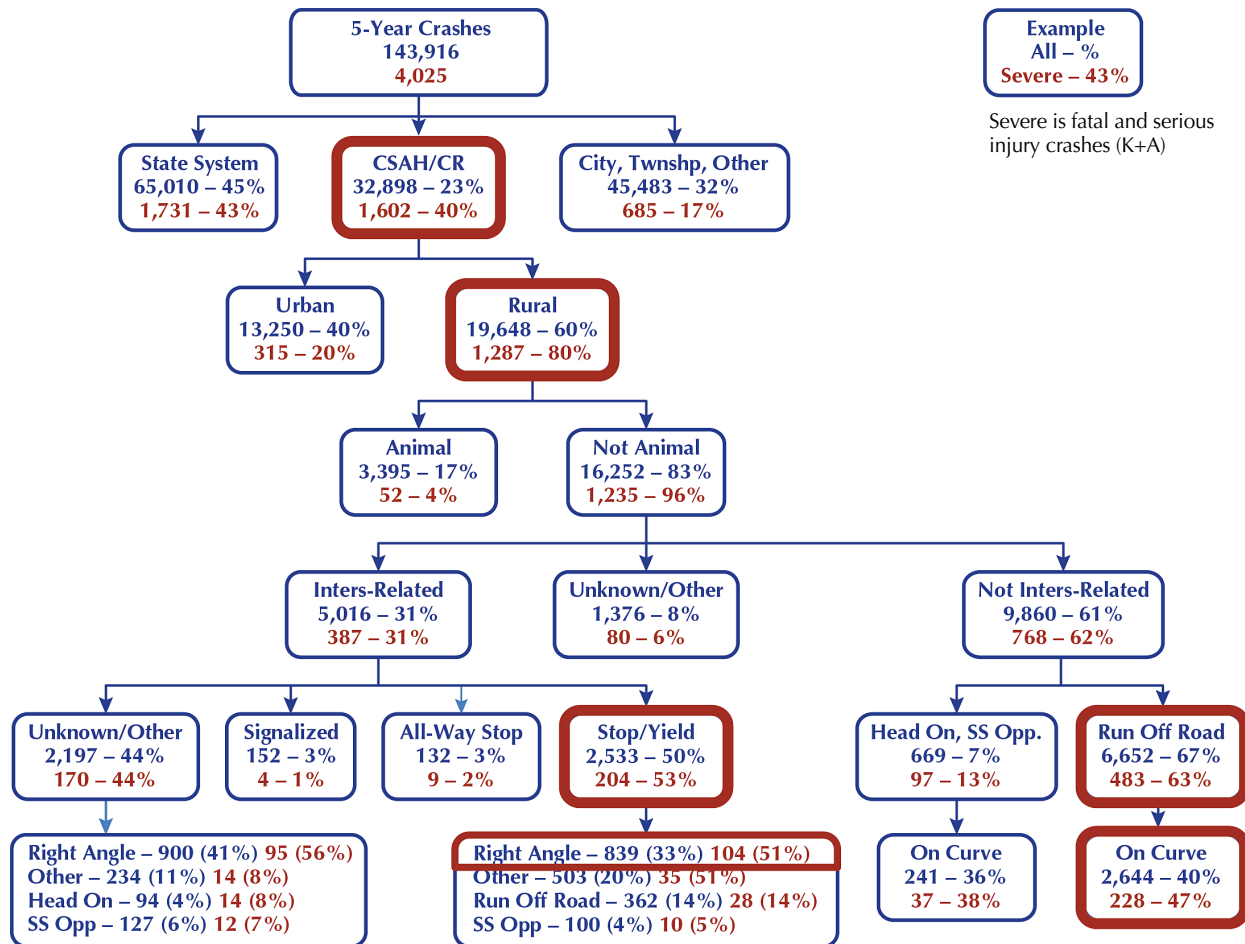 5-Year Crashes
143,916
4,025
Example
All – %
Severe – 43%
Severe is fatal and serious
injury crashes (K+A)
State System
65,010 – 45%
1,731 – 43%
CSAH/CR
32,898 – 23%
1,602 – 40%
City, Twnshp, Other
45,483 – 32%
685 – 17%
Urban
13,250 – 40%
315 – 20%
Rural
19,648 – 60%
1,287 – 80%
Animal
3,395 – 17%
52 – 4%
Not Animal
16,252 – 83%
1,235 – 96%
Inters-Related
5,016 – 31%
387 – 31%
Unknown/Other
1,376 – 8%
80 – 6%
Not Inters-Related
9,860 – 61%
768 – 62%
Unknown/Other
2,197 – 44%
170 – 44%
Signalized
152 – 3%
4 – 1%
All-Way Stop
132 – 3%
9 – 2%
Stop/Yield
2,533 – 50%
204 – 53%
Head On, SS Opp.
669 – 7%
97 – 13%
Run Off Road
6,652 – 67%
483 – 63%
Right Angle – 900 (41%) 95 (56%)
Other – 234 (11%) 14 (8%)
Head On – 94 (4%) 14 (8%)
SS Opp – 127 (6%) 12 (7%)
Right Angle – 839 (33%) 104 (51%)
Other – 503 (20%) 35 (51%)
Run Off Road – 362 (14%) 28 (14%)
SS Opp – 100 (4%) 10 (5%)
On Curve
241 – 36%
37 – 38%
On Curve
2,644 – 40%
228 – 47%